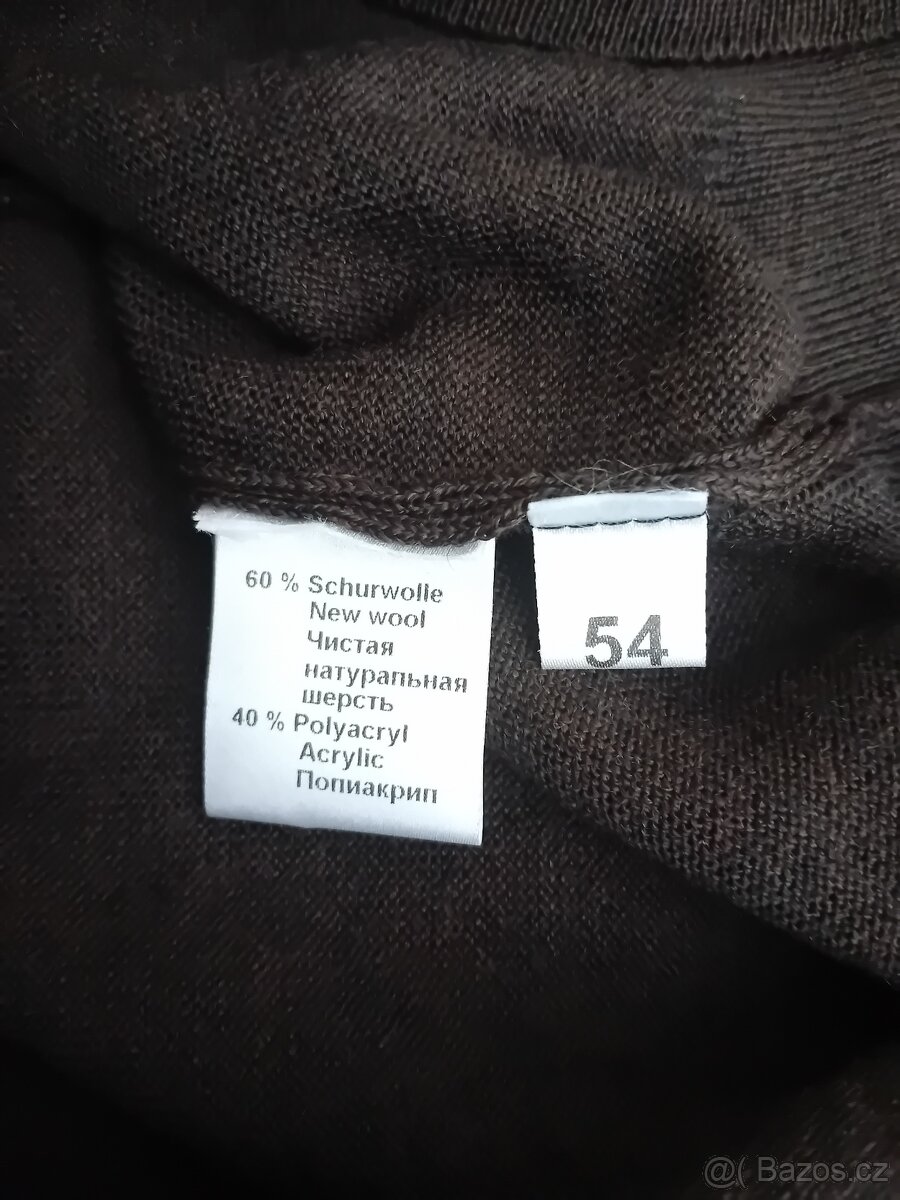 60 % Schurwolle
New wool
Чистая
натурапьная
шерсть
40 % Polyacryl
Acrylic
Попиакрип
54
@( Bazos.cz